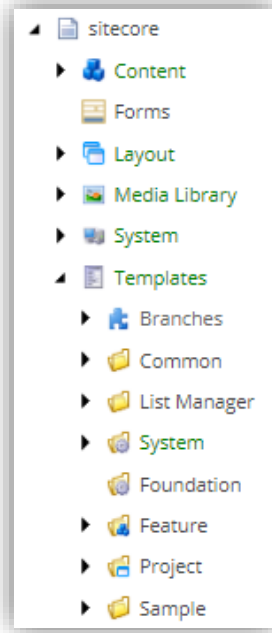 sitecore
Content
Forms
Layout
Media Library
System
Templates
Branches
Common
List Manager
System
Foundation
Feature
Project
Sample